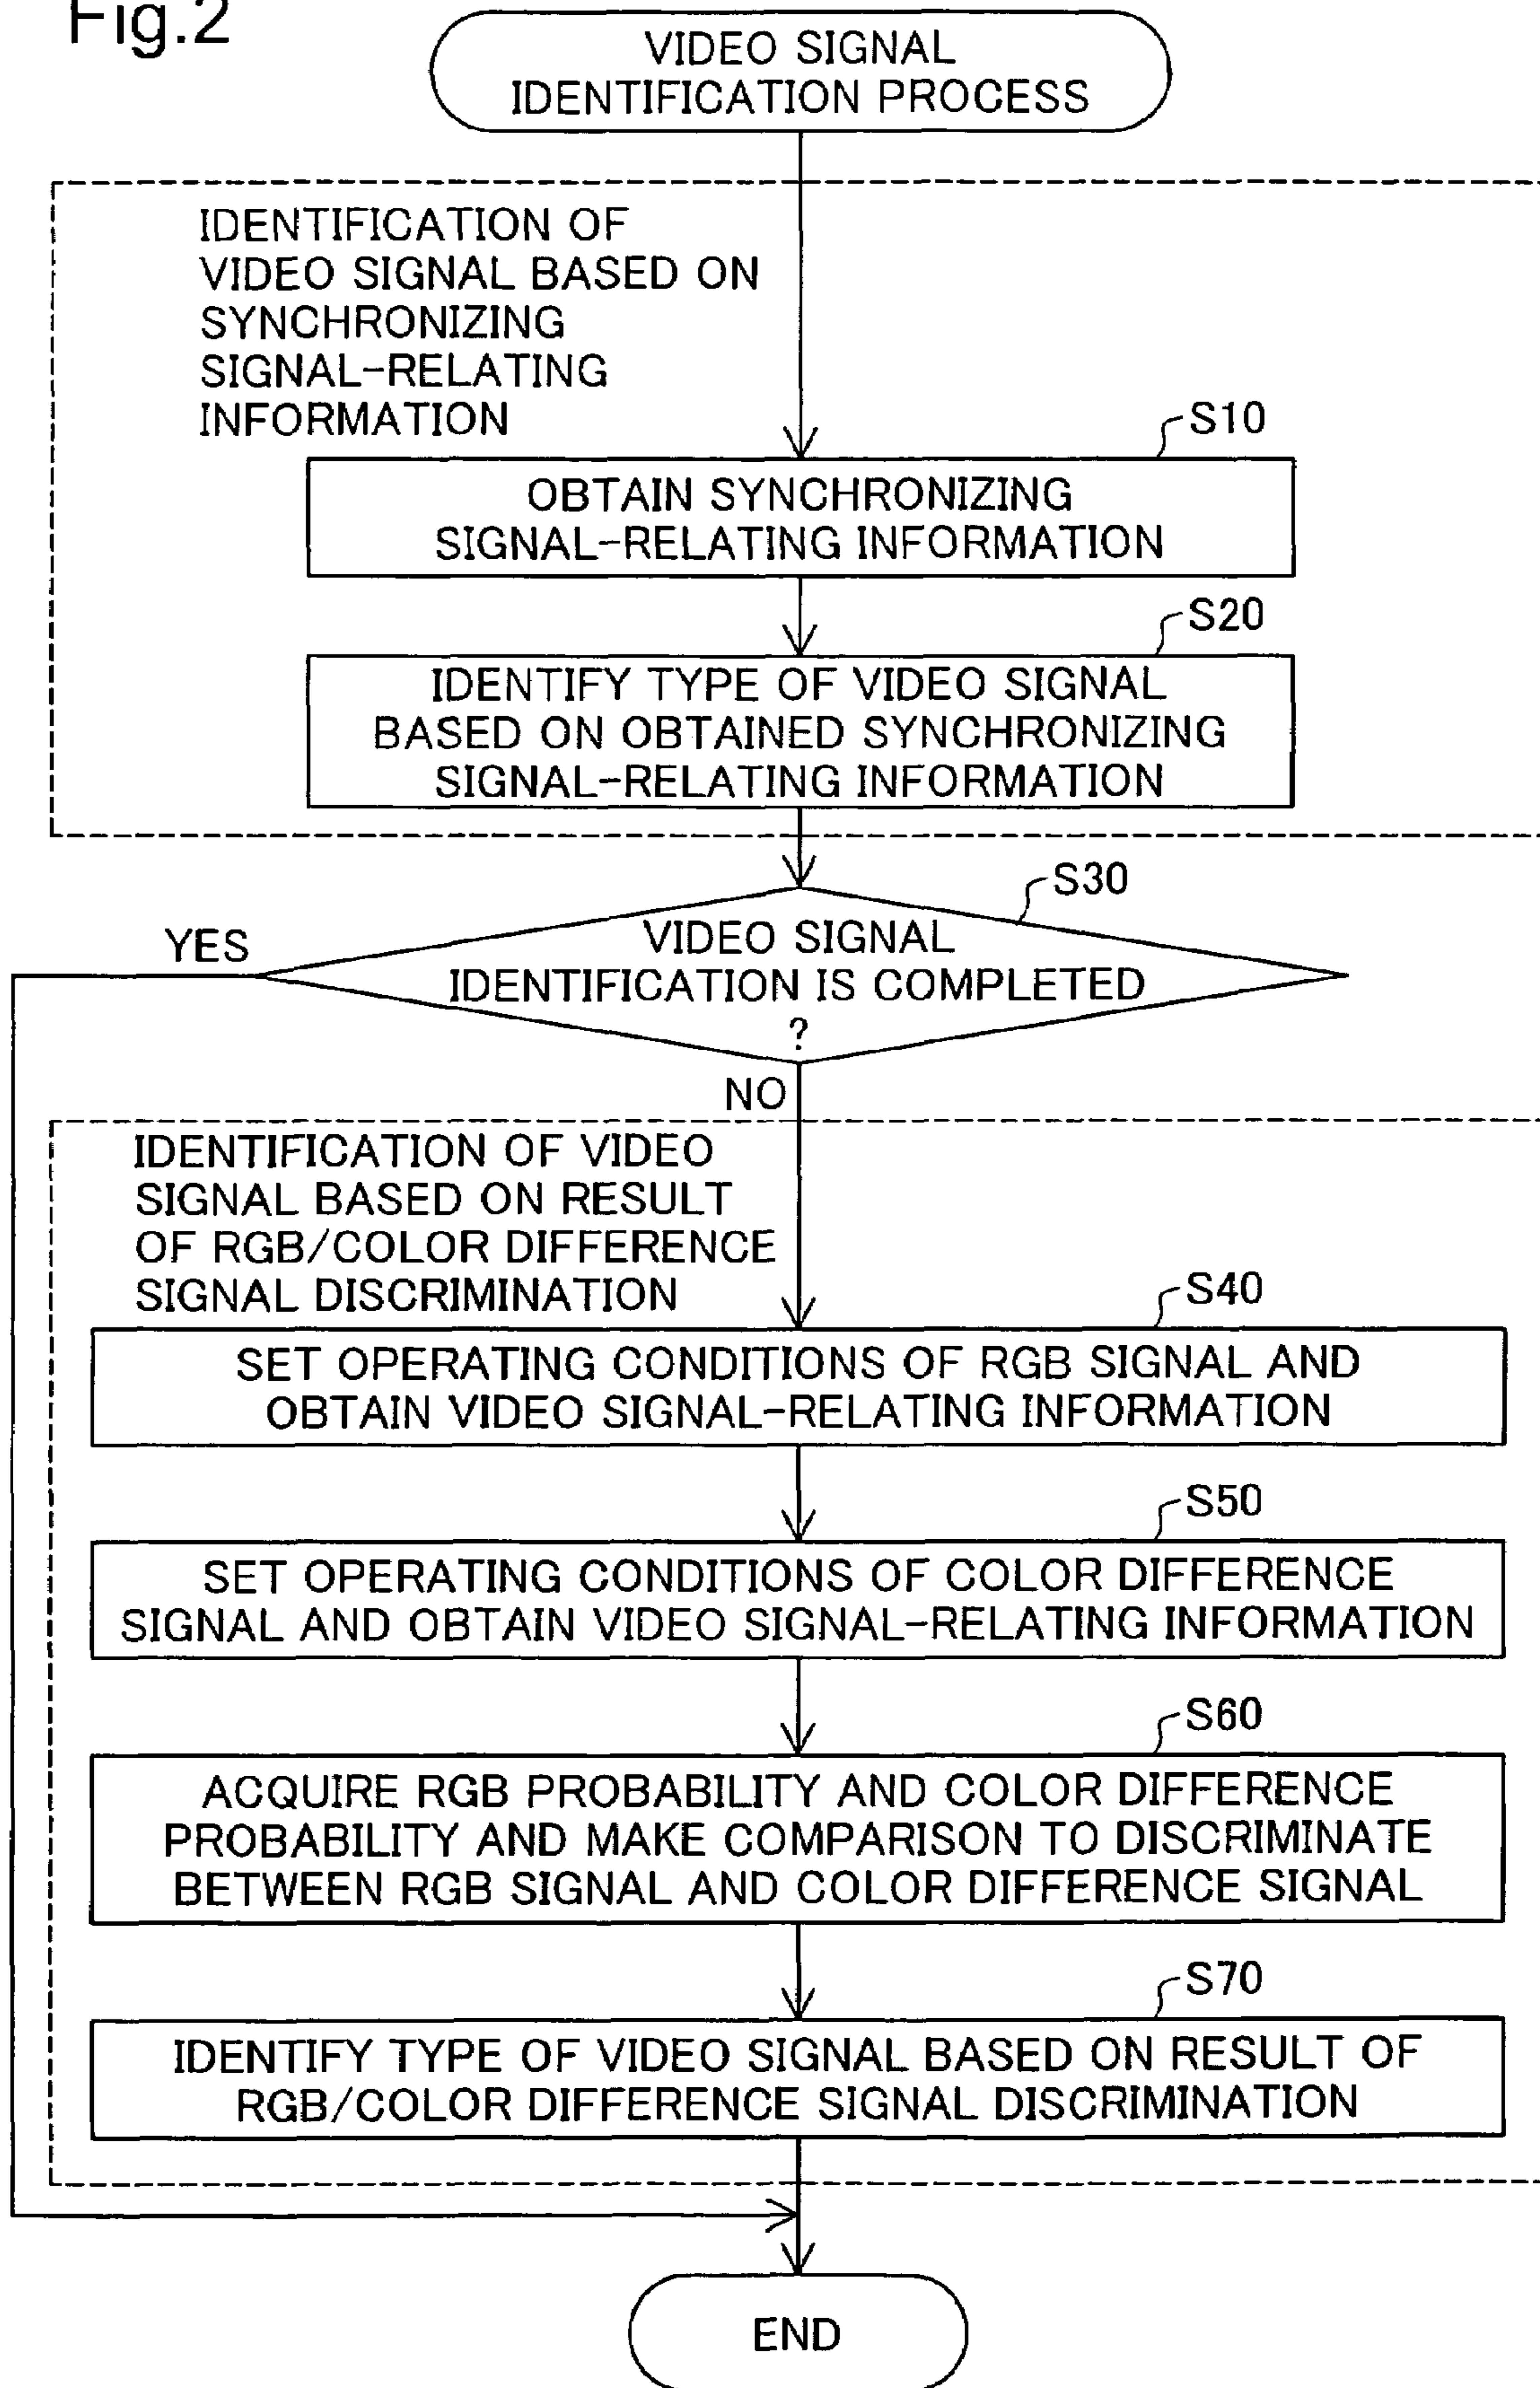 Fig.2
VIDEO SIGNAL
IDENTIFICATION PROCESS
IDENTIFICATION OF
VIDEO SIGNAL BASED ON
SYNCHRONIZING
SIGNAL-RELATING
INFORMATION
S10
OBTAIN SYNCHRONIZING
SIGNAL-RELATING INFORMATION
S20
IDENTIFY TYPE OF VIDEO SIGNAL
BASED ON OBTAINED SYNCHRONIZING
SIGNAL-RELATING INFORMATION
S30
YES
VIDEO SIGNAL
IDENTIFICATION IS COMPLETED
?
NO
IDENTIFICATION OF VIDEO
SIGNAL BASED ON RESULT
OF RGB/COLOR DIFFERENCE
SIGNAL DISCRIMINATION
S40
SET OPERATING CONDITIONS OF RGB SIGNAL AND
OBTAIN VIDEO SIGNAL-RELATING INFORMATION
S50
SET OPERATING CONDITIONS OF COLOR DIFFERENCE
SIGNAL AND OBTAIN VIDEO SIGNAL-RELATING INFORMATION
S60
ACQUIRE RGB PROBABILITY AND COLOR DIFFERENCE
PROBABILITY AND MAKE COMPARISON TO DISCRIMINATE
BETWEEN RGB SIGNAL AND COLOR DIFFERENCE SIGNAL
S70
IDENTIFY TYPE OF VIDEO SIGNAL BASED ON RESULT OF
RGB/COLOR DIFFERENCE SIGNAL DISCRIMINATION
END